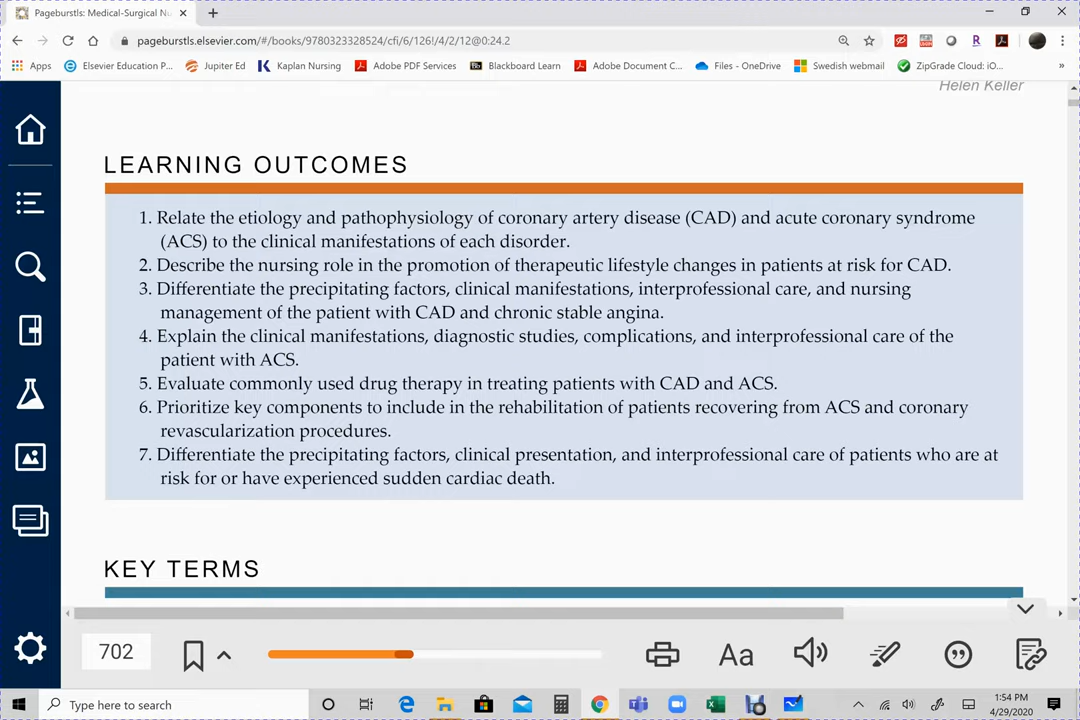 Pageburstls: Medical-Surgical Nu
pageburstls.elsevier.com/#/books/9780323328524/cfi/6/126!/4/2/12@0:24.2
Apps Elsevier Education P... Jupiter Ed Kaplan Nursing Adobe PDF Services Blackboard Learn Adobe Document C... Files - OneDrive Swedish webmail ZipGrade Cloud: iO... »
Helen Keller
LEARNING OUTCOMES
1. Relate the etiology and pathophysiology of coronary artery disease (CAD) and acute coronary syndrome
(ACS) to the clinical manifestations of each disorder.
2. Describe the nursing role in the promotion of therapeutic lifestyle changes in patients at risk for CAD.
3. Differentiate the precipitating factors, clinical manifestations, interprofessional care, and nursing
management of the patient with CAD and chronic stable angina.
4. Explain the clinical manifestations, diagnostic studies, complications, and interprofessional care of the
patient with ACS.
5. Evaluate commonly used drug therapy in treating patients with CAD and ACS.
6. Prioritize key components to include in the rehabilitation of patients recovering from ACS and coronary
revascularization procedures.
7. Differentiate the precipitating factors, clinical presentation, and interprofessional care of patients who are at
risk for or have experienced sudden cardiac death.
KEY TERMS
702 Aa
Type here to search
1:54 PM
4/29/2020